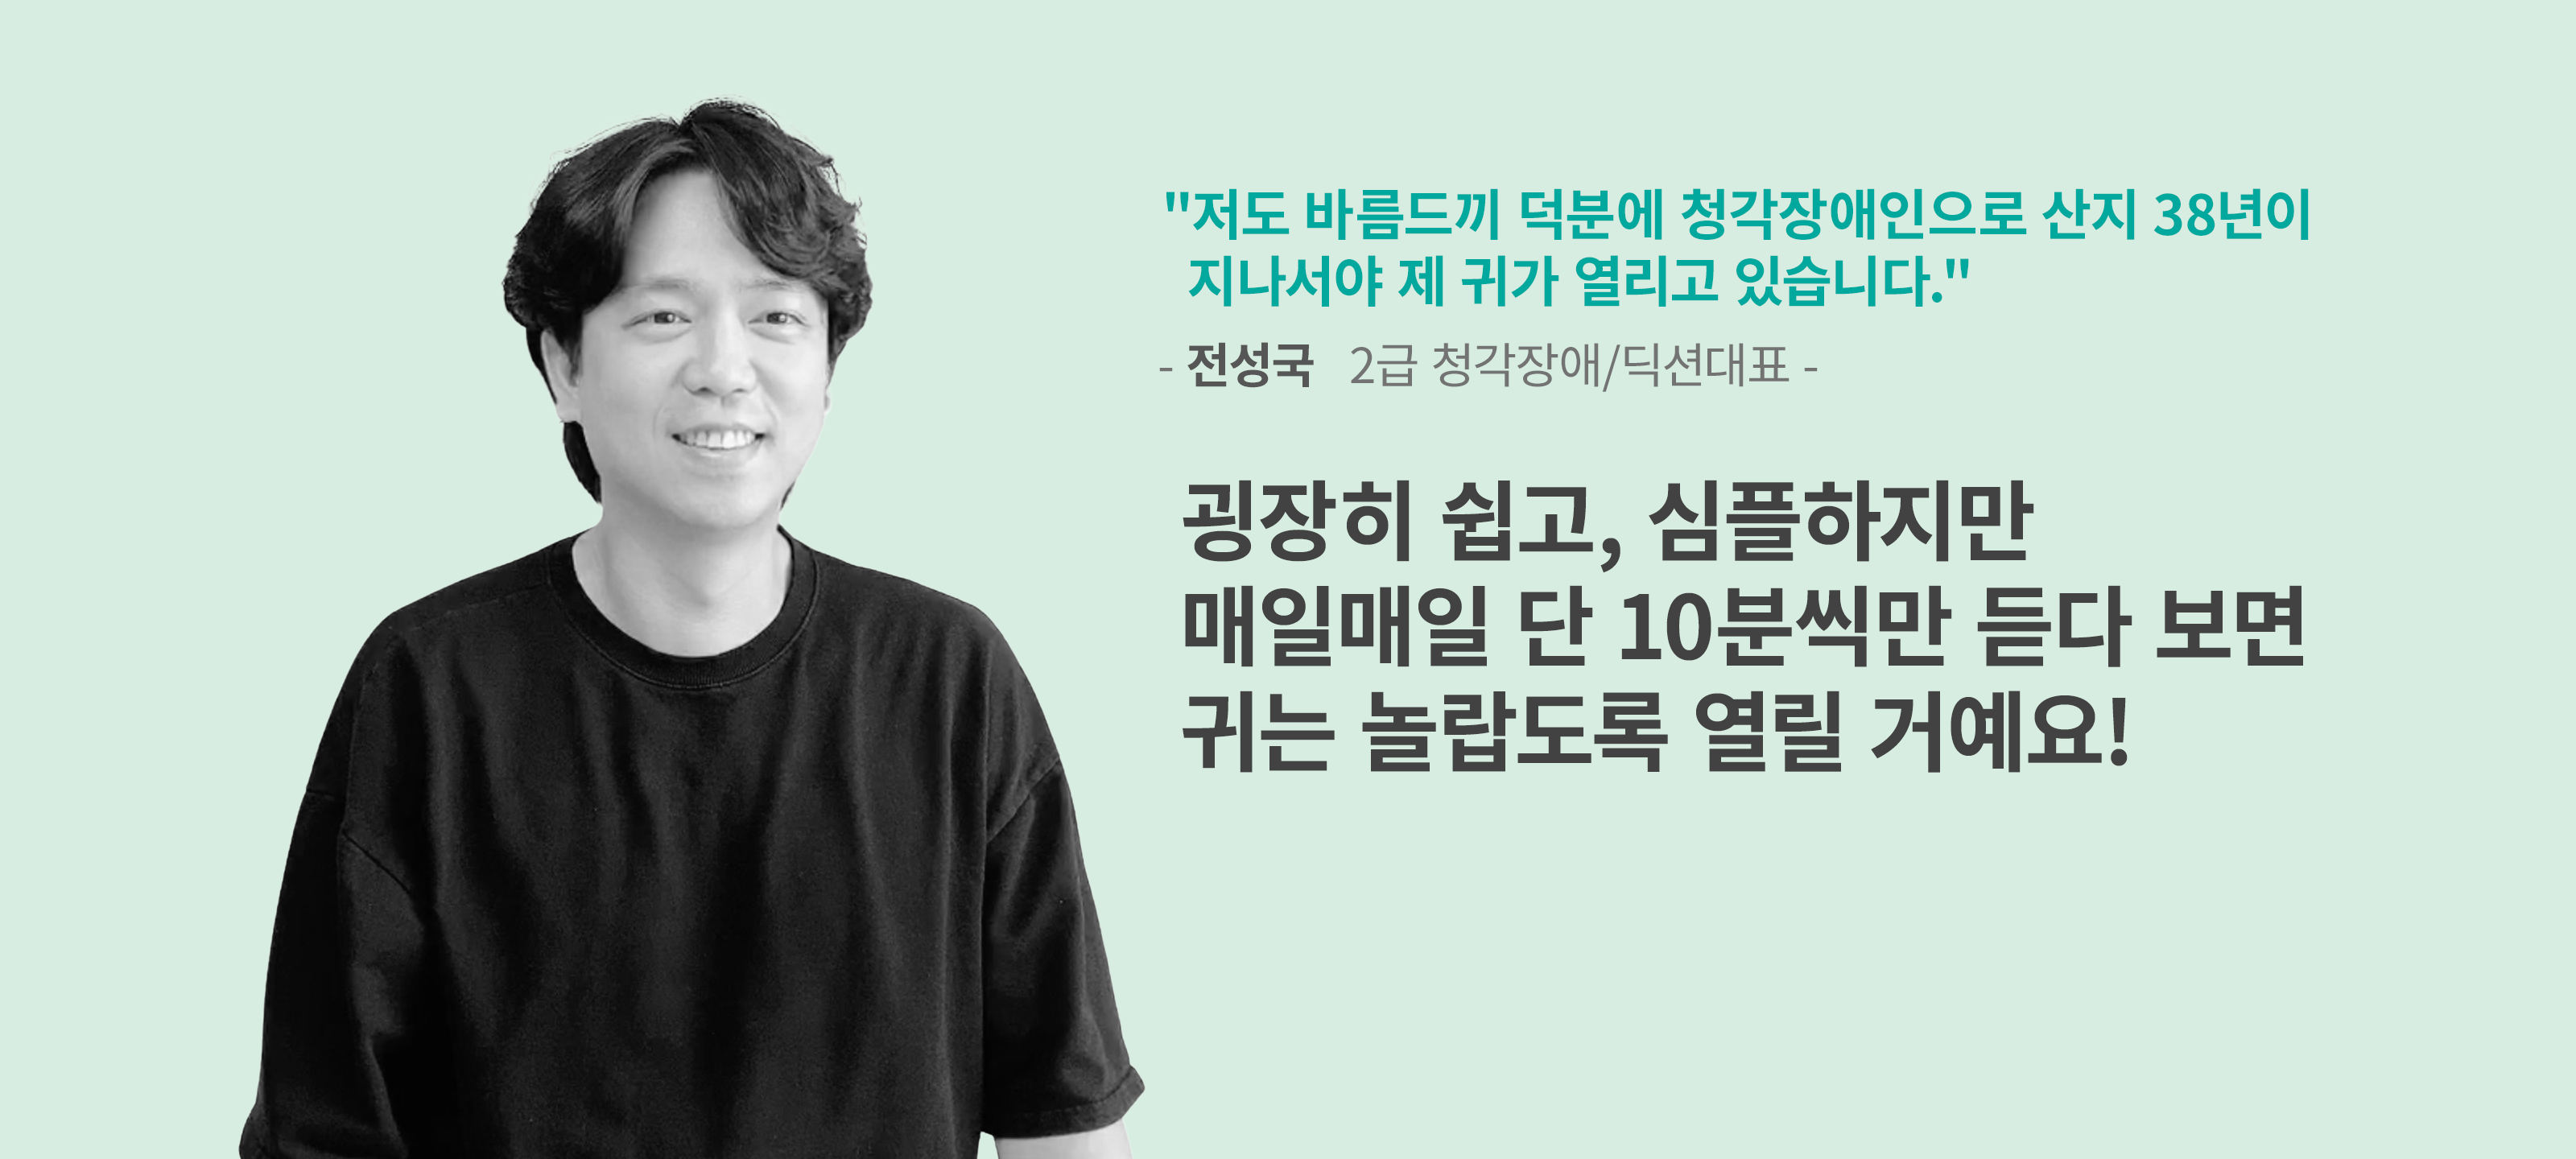 "저도 바름드끼 덕분에 청각장애인으로 산지 38년이
지나서야 제 귀가 열리고 있습니다."
- 전성국 2급 청각장애/딕션대표 -
굉장히 쉽고, 심플하지만
매일매일 단 10분씩만 듣다 보면
귀는 놀랍도록 열릴 거예요!